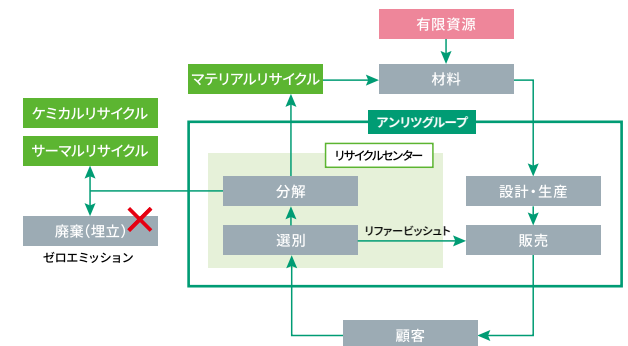 有限資源
マテリアルリサイクル
材料
ケミカルリサイクル
アンリツグループ
サーマルリサイクル
リサイクルセンター
分解
設計・生産
廃棄(埋立)
選別
リファービッシュト
販売
ゼロエミッション
顧客